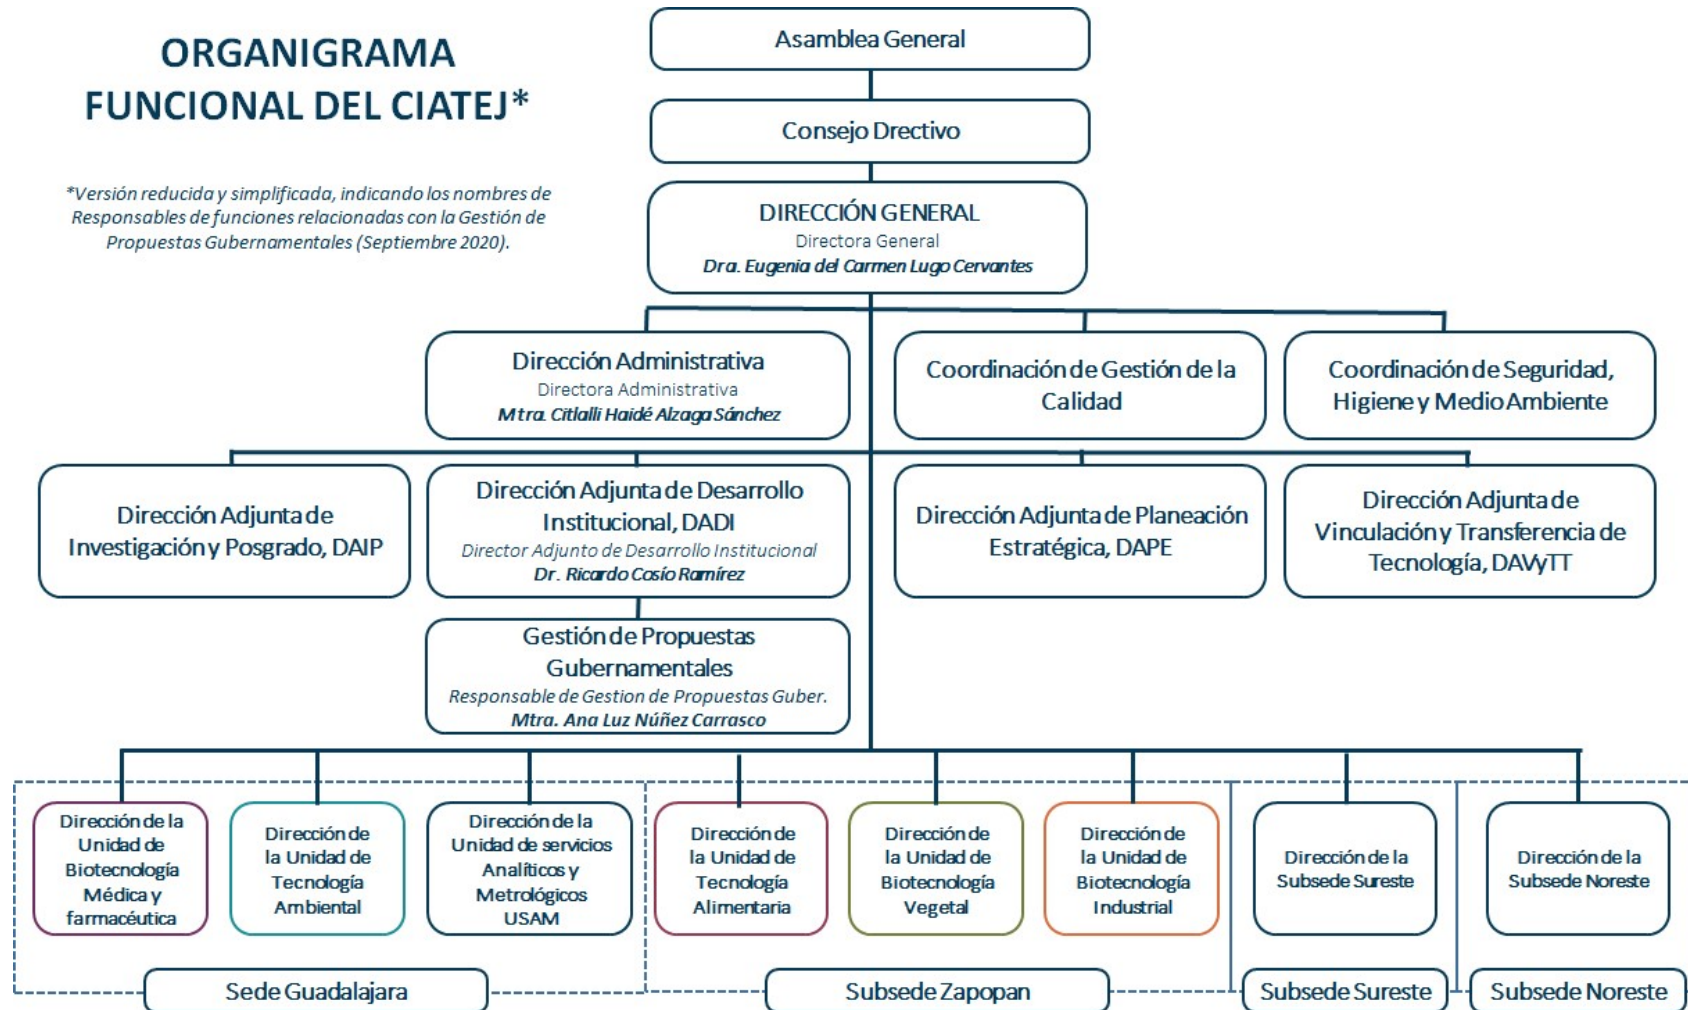 ORGANIGRAMA
FUNCIONAL DEL CIATEJ*
*Versión reducida y simplificada, indicando los nombres de
Responsables de funciones relacionadas con la Gestión de
Propuestas Gubernamentales (Septiembre 2020).
Asamblea General
Consejo Drectivo
DIRECCIÓN GENERAL
Directora General
Dra. Eugenia del Carmen Lugo Cervantes
Dirección Administrativa
Directora Administrativa
Mtra. Citlalli Haidé Alzaga Sánchez
Coordinación de Gestión de la
Calidad
Coordinación de Seguridad,
Higiene y Medio Ambiente
Dirección Adjunta de
Investigación y Posgrado, DAIP
Dirección Adjunta de Desarrollo
Institucional, DADI
Director Adjunto de Desarrollo Institucional
Dr. Ricardo Cosío Ramírez
Dirección Adjunta de Planeación
Estratégica, DAPE
Dirección Adjunta de
Vinculación y Transferencia de
Tecnología, DAVyTT
Gestión de Propuestas
Gubernamentales
Responsable de Gestion de Propuestas Guber.
Mtra. Ana Luz Núñez Carrasco
Dirección de la
Unidad de
Biotecnología
Médica y
farmacéutica
Dirección de
la Unidad de
Tecnología
Ambiental
Dirección de la
Unidad de servicios
Analíticos y
Metrológicos
USAM
Dirección de
la Unidad de
Tecnología
Alimentaria
Dirección de
la Unidad de
Biotecnología
Vegetal
Dirección de
la Unidad de
Biotecnología
Industrial
Dirección de la
Subsede Sureste
Dirección de la
Subsede Noreste
Sede Guadalajara
Subsede Zapopan
Subsede Sureste
Subsede Noreste